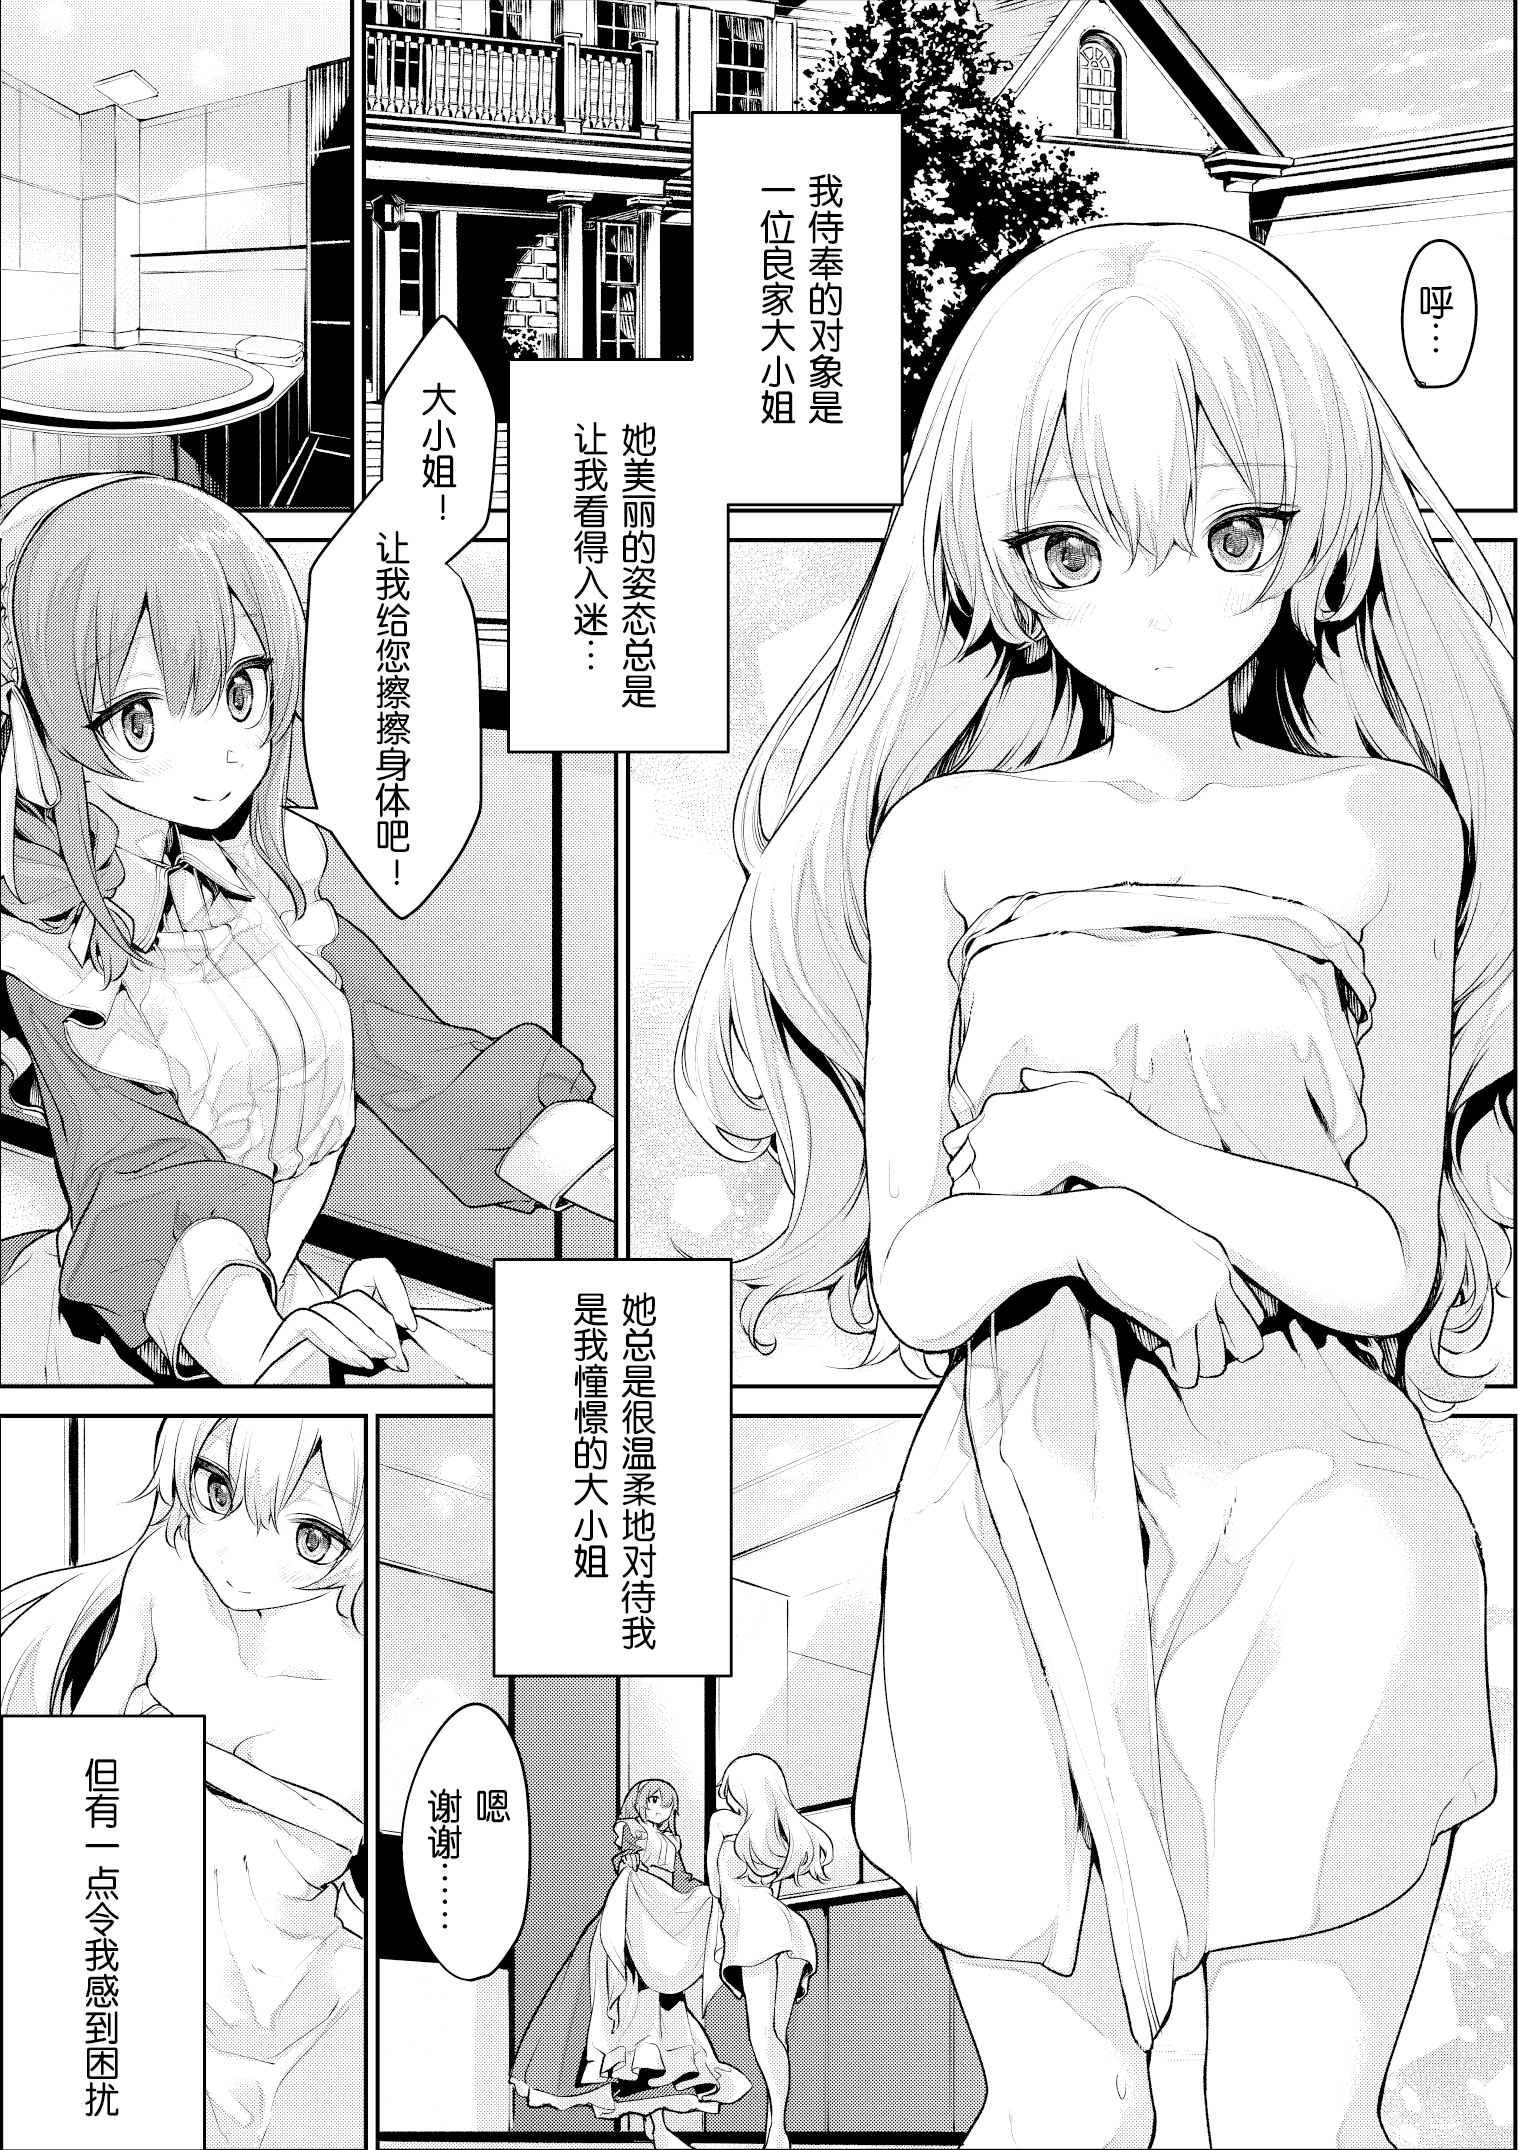 呼…
我侍奉的对象是
一位良家大小姐
她美丽的姿态总是
让我看得入迷…
大小姐！
让我给您擦擦身体吧！
她总是很温柔地对待我
是我憧憬的大小姐
嗯
谢谢……
但有一点令我感到困扰